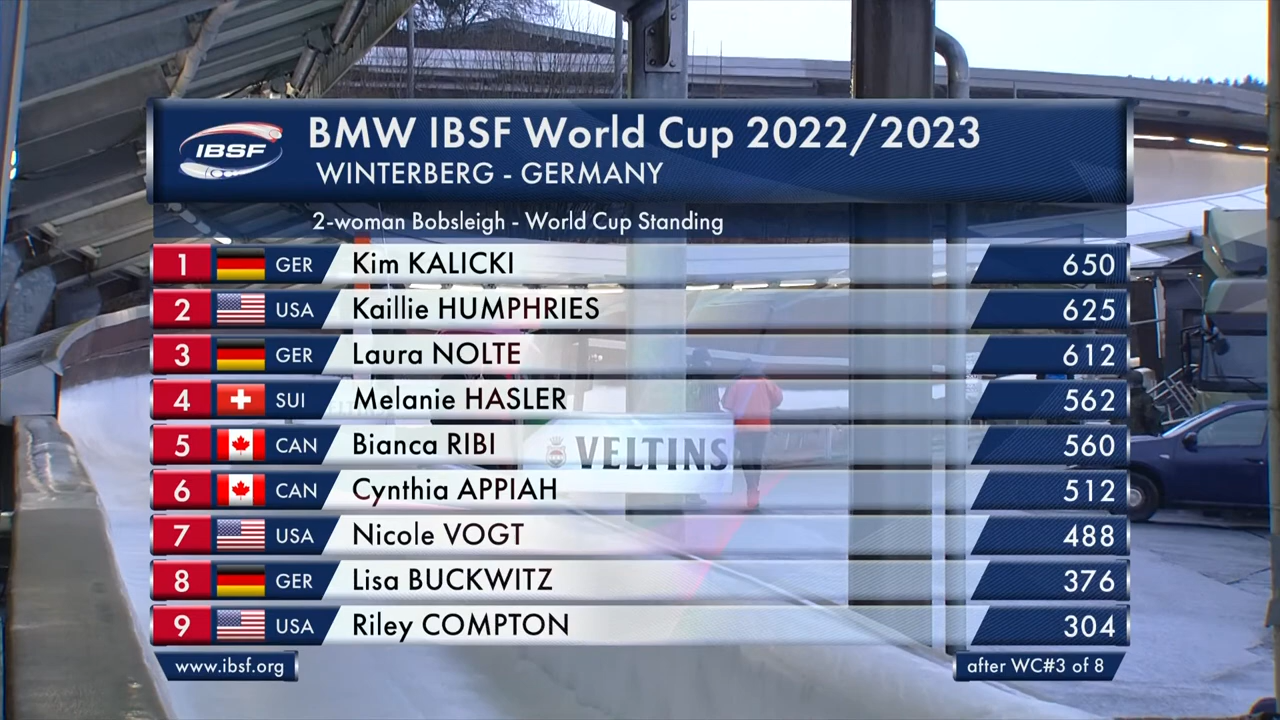 IBSF
BMW IBSF World Cup 2022/2023
WINTERBERG - GERMANY
2-woman Bobsleigh - World Cup Standing
1 GER Kim KALICKI 650
2 USA Kaillie HUMPHRIES 625
3 GER Laura NOLTE 612
4 SUI Melanie HASLER 562
5 CAN Bianca RIBI 560
VELTINS
6 CAN Cynthia APPIAH 512
7 USA Nicole VOGT 488
8 GER Lisa BUCKWITZ 376
9 USA Riley COMPTON 304
www.ibsf.org after WC#3 of 8